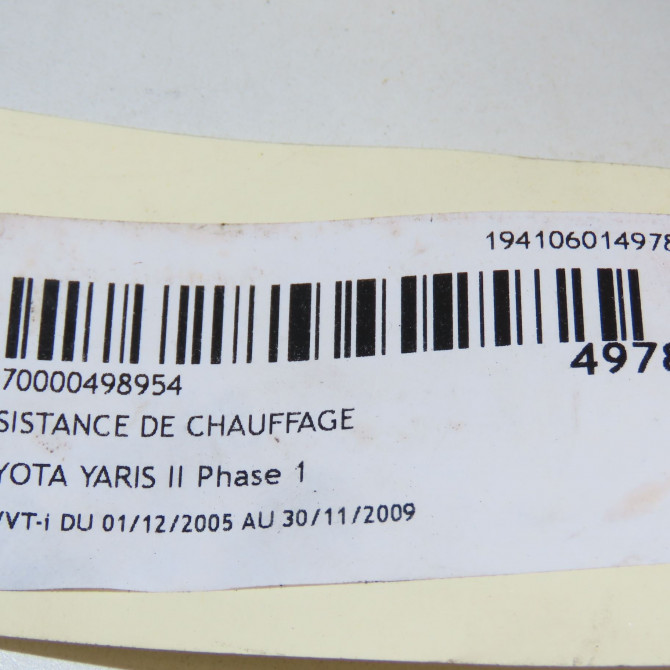 194106014978
4978
70000498954
SISTANCE DE CHAUFFAGE
YOTA YARIS II Phase 1
VVT-i DU 01/12/2005 AU 30/11/2009